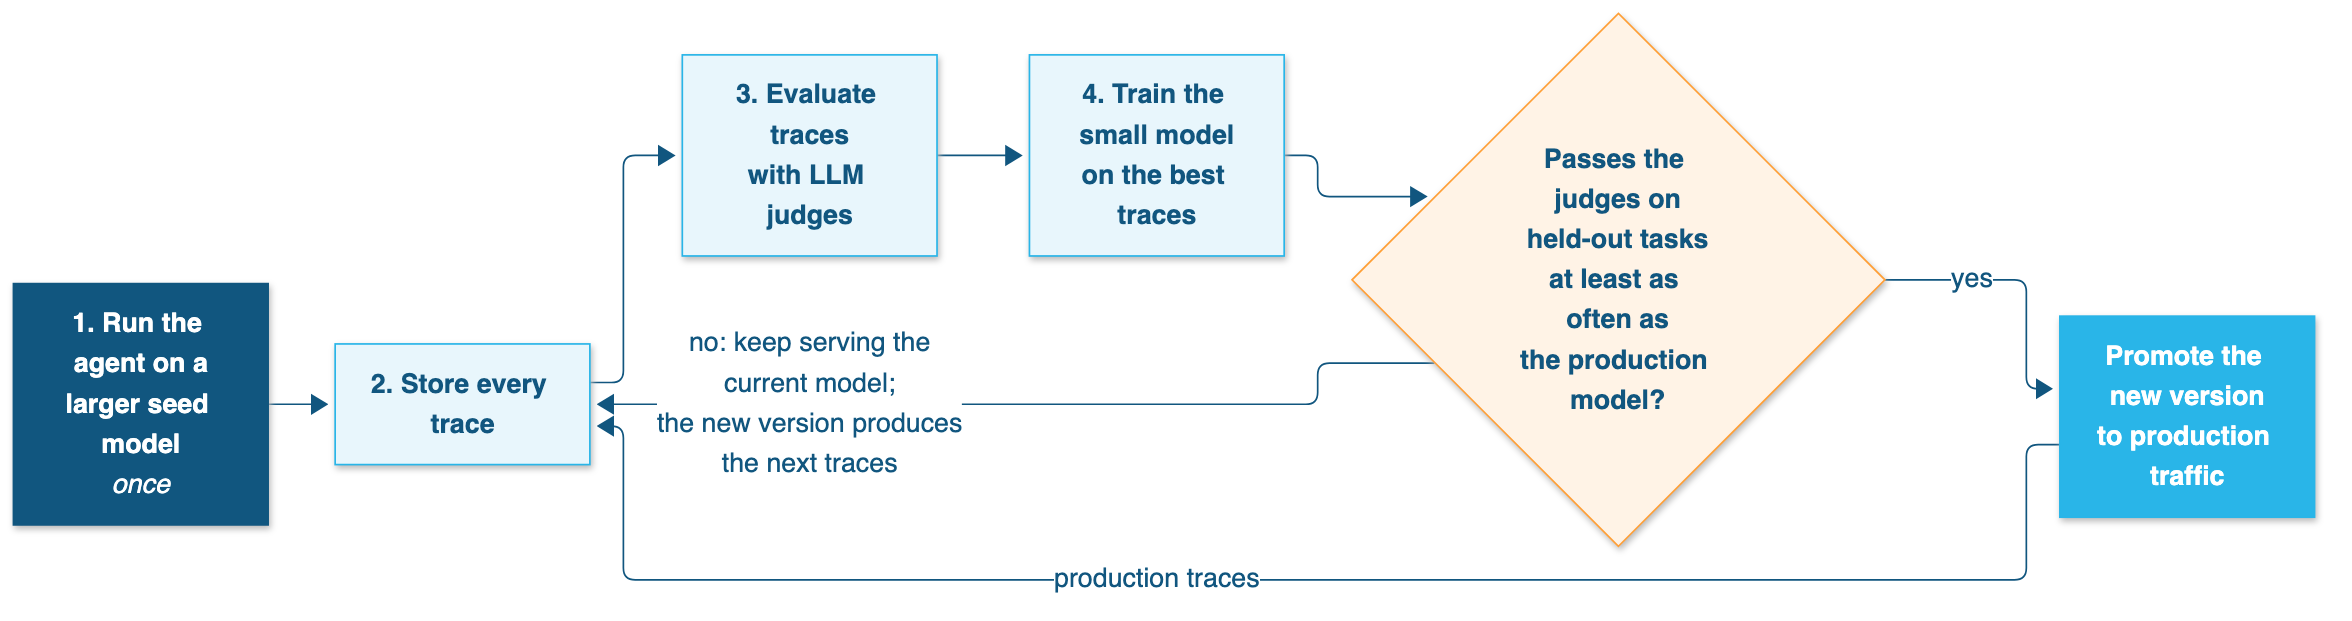 1. Run the
agent on a
larger seed
model
once
2. Store every
trace
3. Evaluate
traces
with LLM
judges
4. Train the
small model
on the best
traces
Passes the
judges on
held-out tasks
at least as
often as
the production
model?
no: keep serving the
current model;
the new version produces
the next traces
yes
Promote the
new version
to production
traffic
production traces